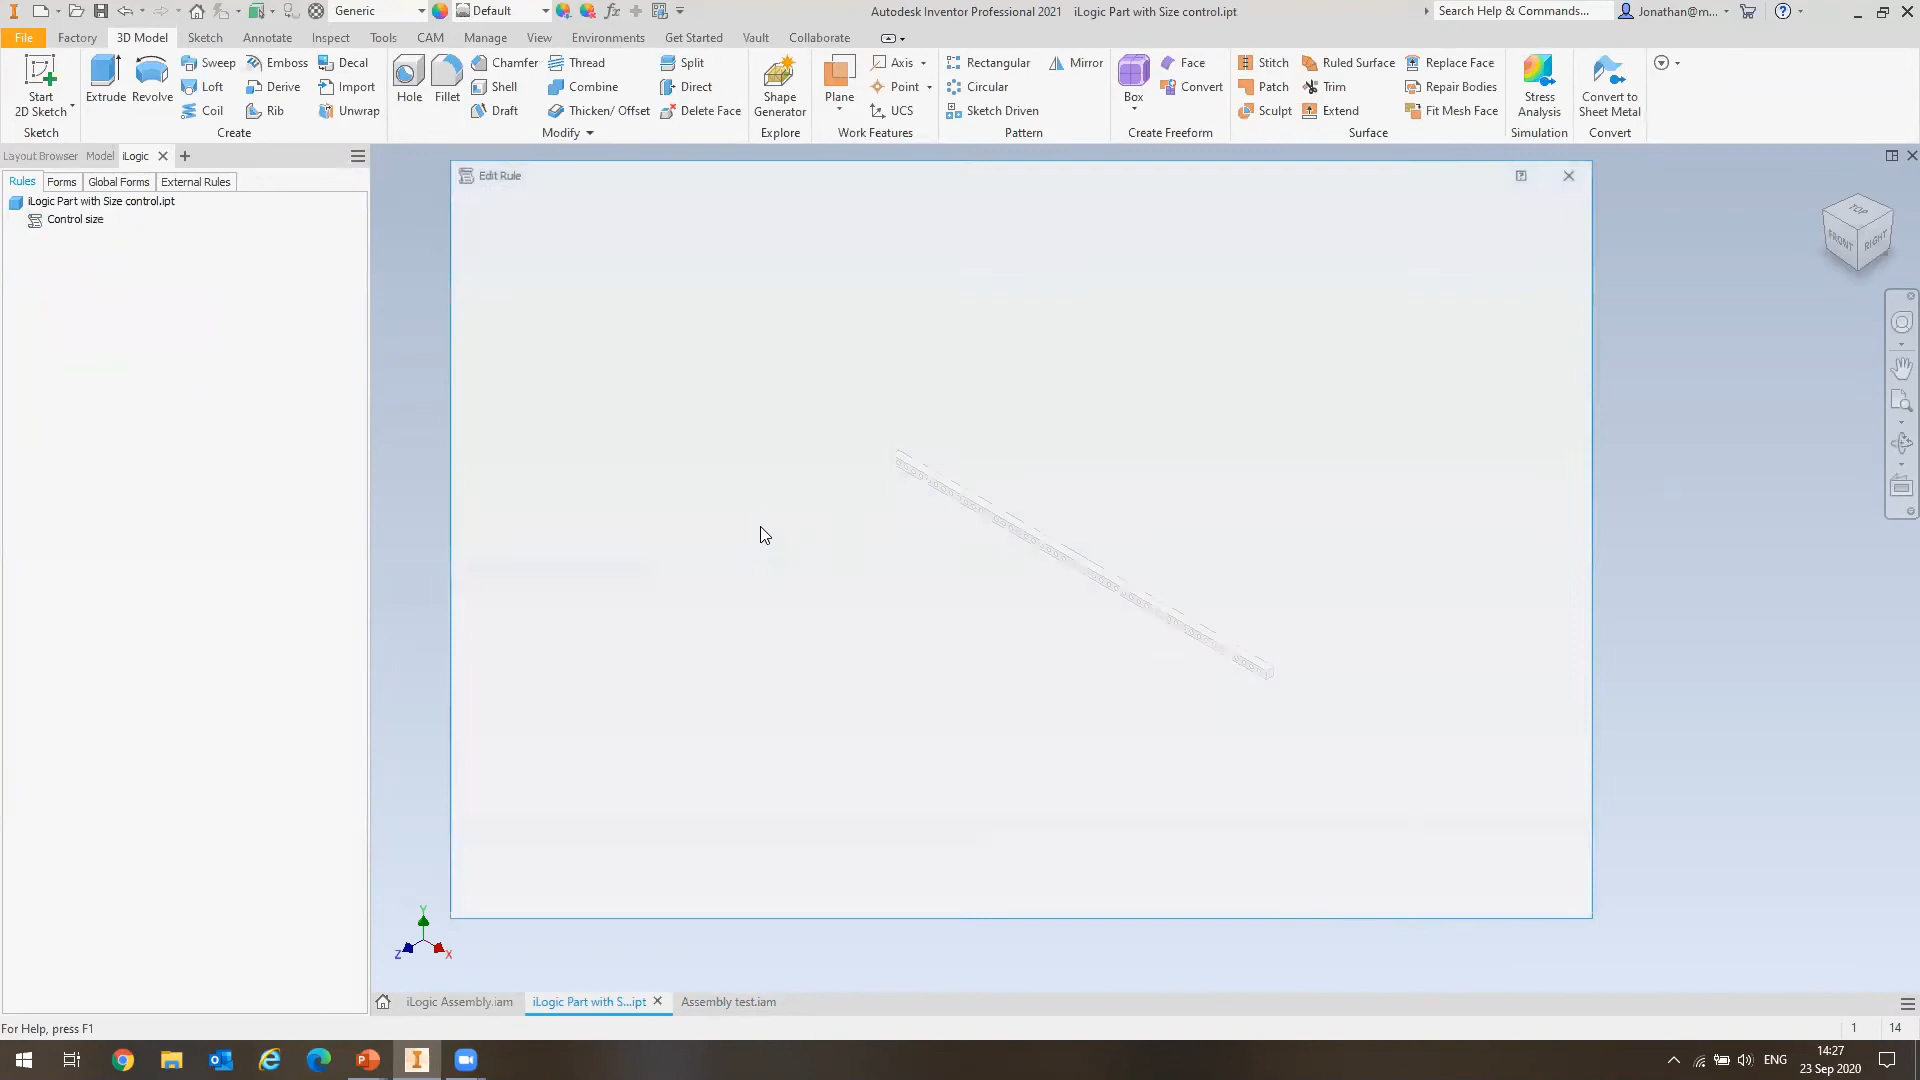 Generic
Default
Autodesk Inventor Professional 2021 iLogic Part with Size control.ipt
Search Help & Commands...
Jonathan@m...
File Factory 3D Model Sketch Annotate Inspect Tools CAM Manage View Environments Get Started Vault Collaborate
Start
2D Sketch
Sketch
Extrude
Revolve
Sweep
Loft
Coil
Emboss
Derive
Rib
Decal
Import
Unwrap
Create
Hole
Fillet
Chamfer
Shell
Draft
Thread
Combine
Thicken/ Offset
Split
Direct
Delete Face
Modify
Shape
Generator
Explore
Plane
Axis
Point
UCS
Work Features
Rectangular
Circular
Sketch Driven
Mirror
Pattern
Box
Face
Convert
Create Freeform
Stitch
Patch
Sculpt
Ruled Surface
Trim
Extend
Replace Face
Repair Bodies
Fit Mesh Face
Surface
Stress
Analysis
Simulation
Convert to
Sheet Metal
Convert
Layout Browser Model iLogic
Rules Forms Global Forms External Rules
iLogic Part with Size control.ipt
Control size
Edit Rule
TOP
FRONT
RIGHT
Y
Z
X
iLogic Assembly.iam iLogic Part with S...ipt Assembly test.iam
For Help, press F1
1 14
ENG
14:27
23 Sep 2020